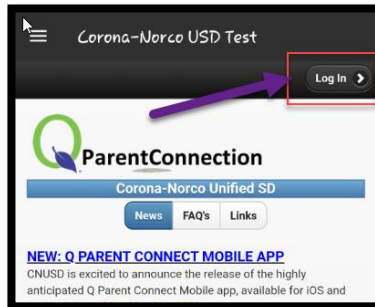 Corona-Norco USD Test
Log In
Q
ParentConnection
Corona-Norco Unified SD
News FAQ's Links
NEW: Q PARENT CONNECT MOBILE APP
CNUSD is excited to announce the release of the highly
anticipated Q Parent Connect Mobile app, available for iOS and